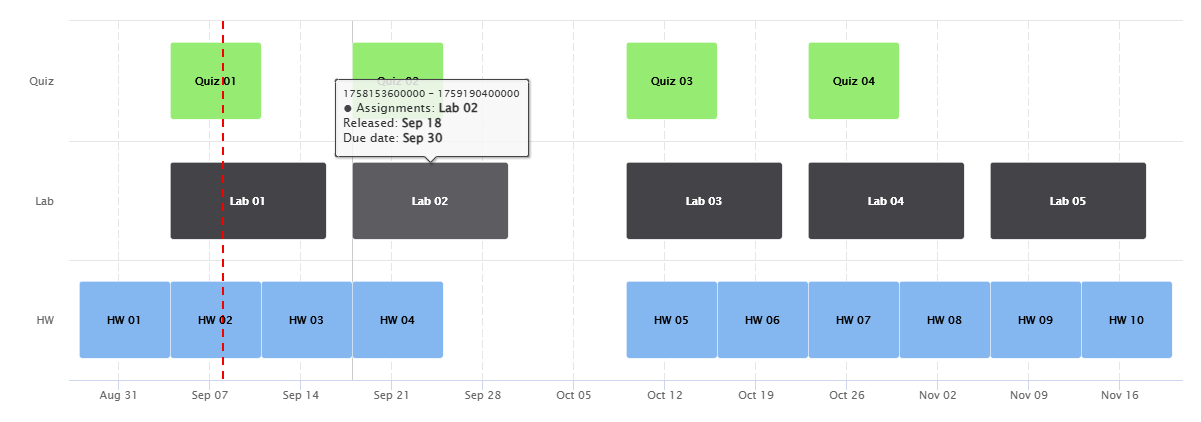 Quiz
Quiz 01
Quiz 02
Quiz 03
Quiz 04
1758153600000 – 1759190400000
● Assignments: Lab 02
Released: Sep 18
Due date: Sep 30
Lab
Lab 01
Lab 02
Lab 03
Lab 04
Lab 05
HW
HW 01
HW 02
HW 03
HW 04
HW 05
HW 06
HW 07
HW 08
HW 09
HW 10
Aug 31
Sep 07
Sep 14
Sep 21
Sep 28
Oct 05
Oct 12
Oct 19
Oct 26
Nov 02
Nov 09
Nov 16